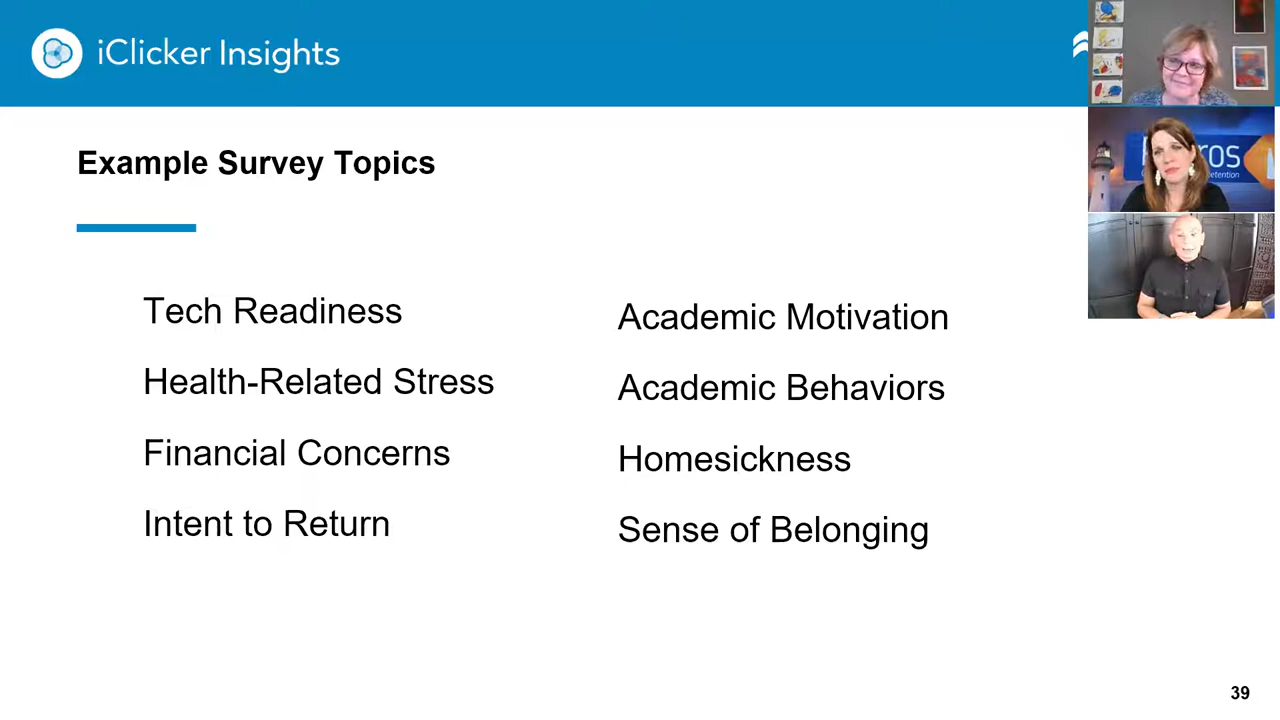 iClicker Insights
Example Survey Topics
Tech Readiness
Health-Related Stress
Financial Concerns
Intent to Return
Academic Motivation
Academic Behaviors
Homesickness
Sense of Belonging
39